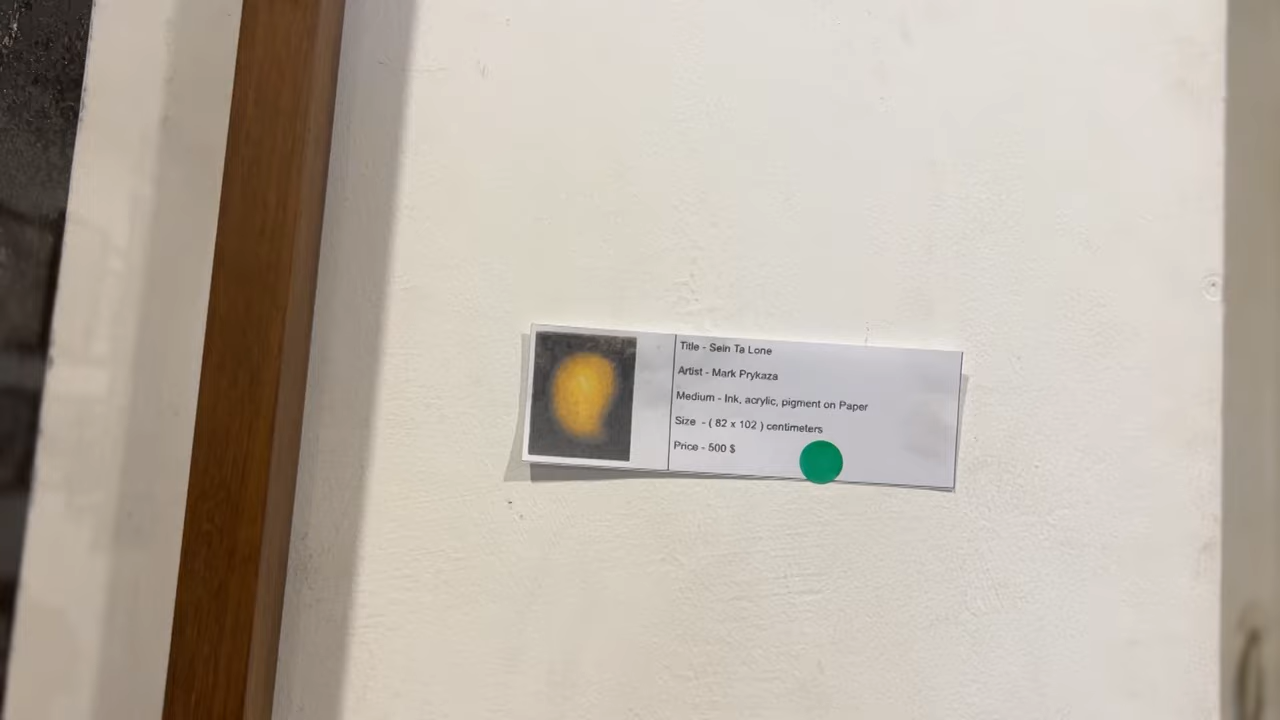 Title - Sein Ta Lone
Artist - Mark Prykaza
Medium - Ink, acrylic, pigment on Paper
Size - ( 82 x 102 ) centimeters
Price - 500 $